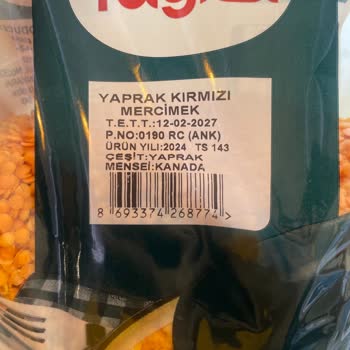 YAPRAK KIRMIZI
MERCİMEK
T.E.T.T.:12-02-2027
P.NO:0190 RC (ANK)
ÜRÜN YILI:2024 TS 143
ÇEŞİT:YAPRAK
MENSEİ:KANADA
8 693374 268774 >